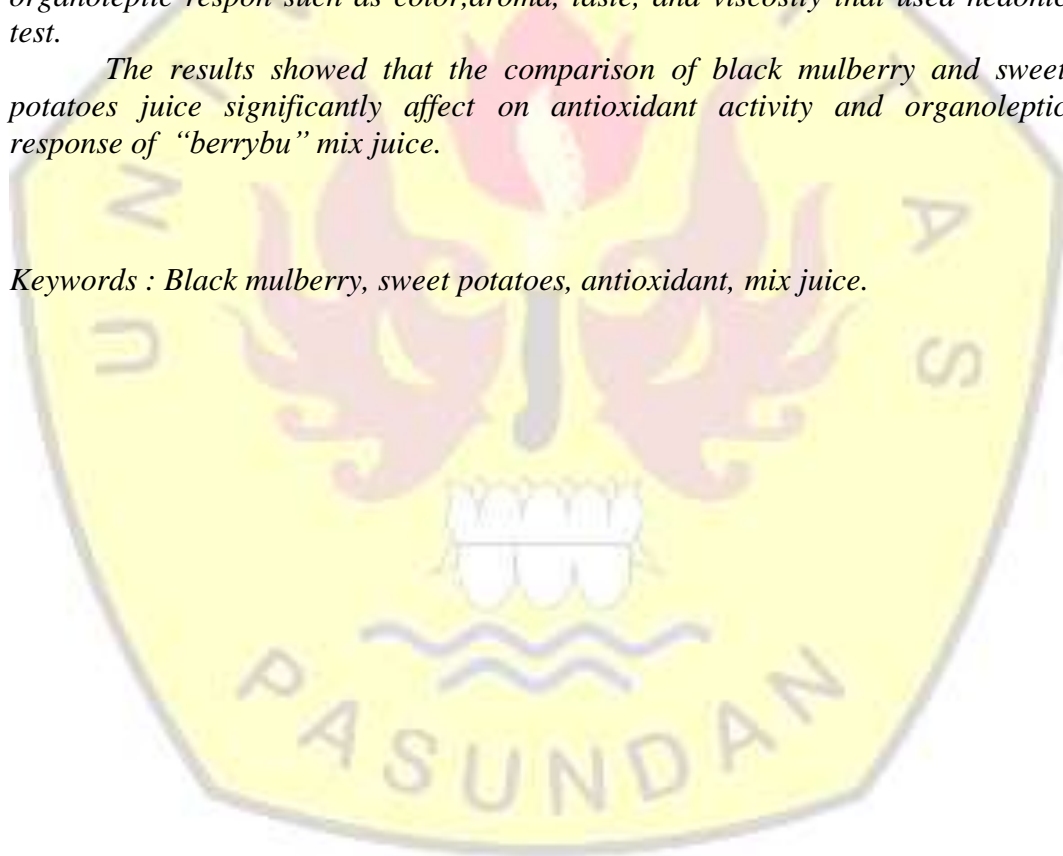 organoleptic respon such as color,aroma, taste, and viscosity that used hedonic
test.
The results showed that the comparison of black mulberry and sweet
potatoes juice significantly affect on antioxidant activity and organoleptic
response of “berrybu” mix juice.
Keywords : Black mulberry, sweet potatoes, antioxidant, mix juice.
PASUNDAN